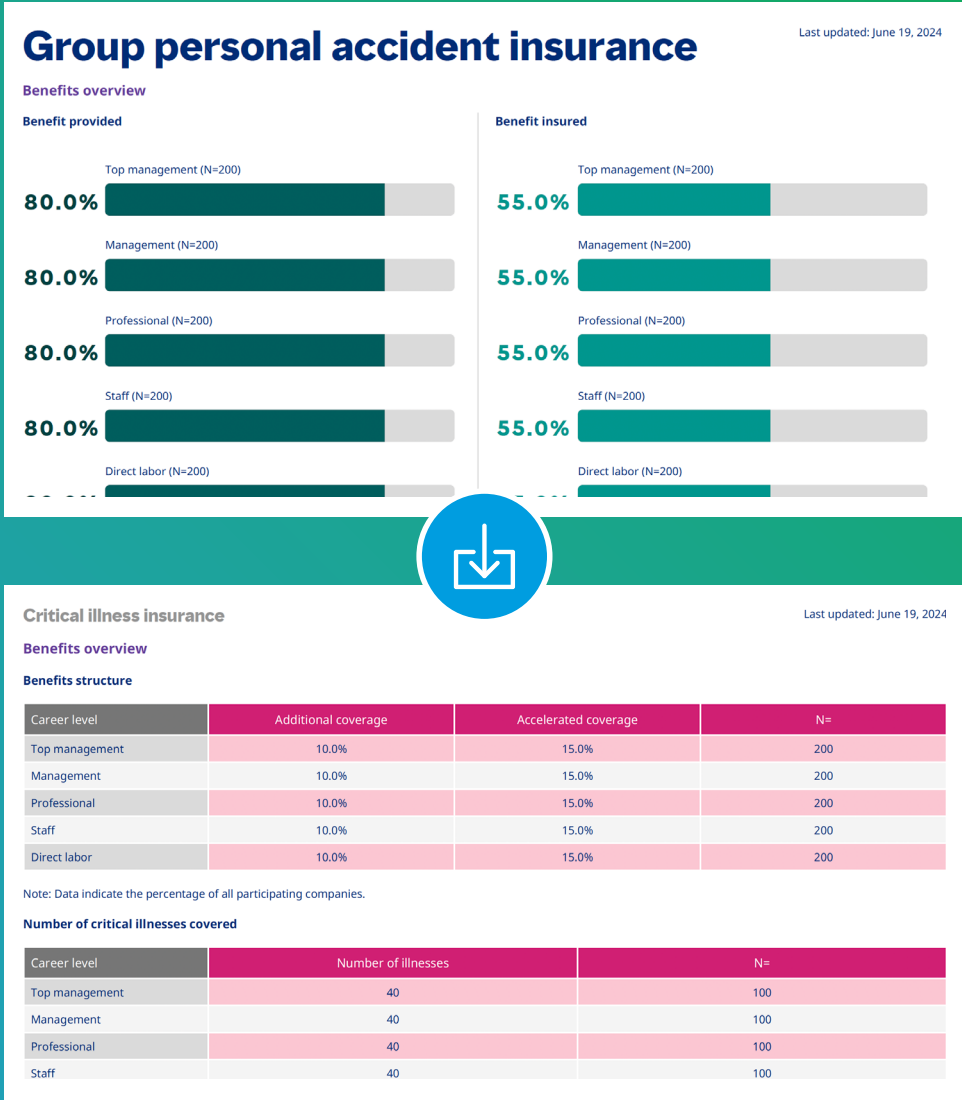 Group personal accident insurance
Last updated: June 19, 2024
Benefits overview
Benefit provided
Top management (N=200)
80.0%
Management (N=200)
80.0%
Professional (N=200)
80.0%
Staff (N=200)
80.0%
Direct labor (N=200)
Benefit insured
Top management (N=200)
55.0%
Management (N=200)
55.0%
Professional (N=200)
55.0%
Staff (N=200)
55.0%
Direct labor (N=200)
Critical illness insurance
Last updated: June 19, 2024
Benefits overview
Benefits structure
Career level Additional coverage Accelerated coverage N=
Top management 10.0% 15.0% 200
Management 10.0% 15.0% 200
Professional 10.0% 15.0% 200
Staff 10.0% 15.0% 200
Direct labor 10.0% 15.0% 200
Note: Data indicate the percentage of all participating companies.
Number of critical illnesses covered
Career level Number of illnesses N=
Top management 40 100
Management 40 100
Professional 40 100
Staff 40 100